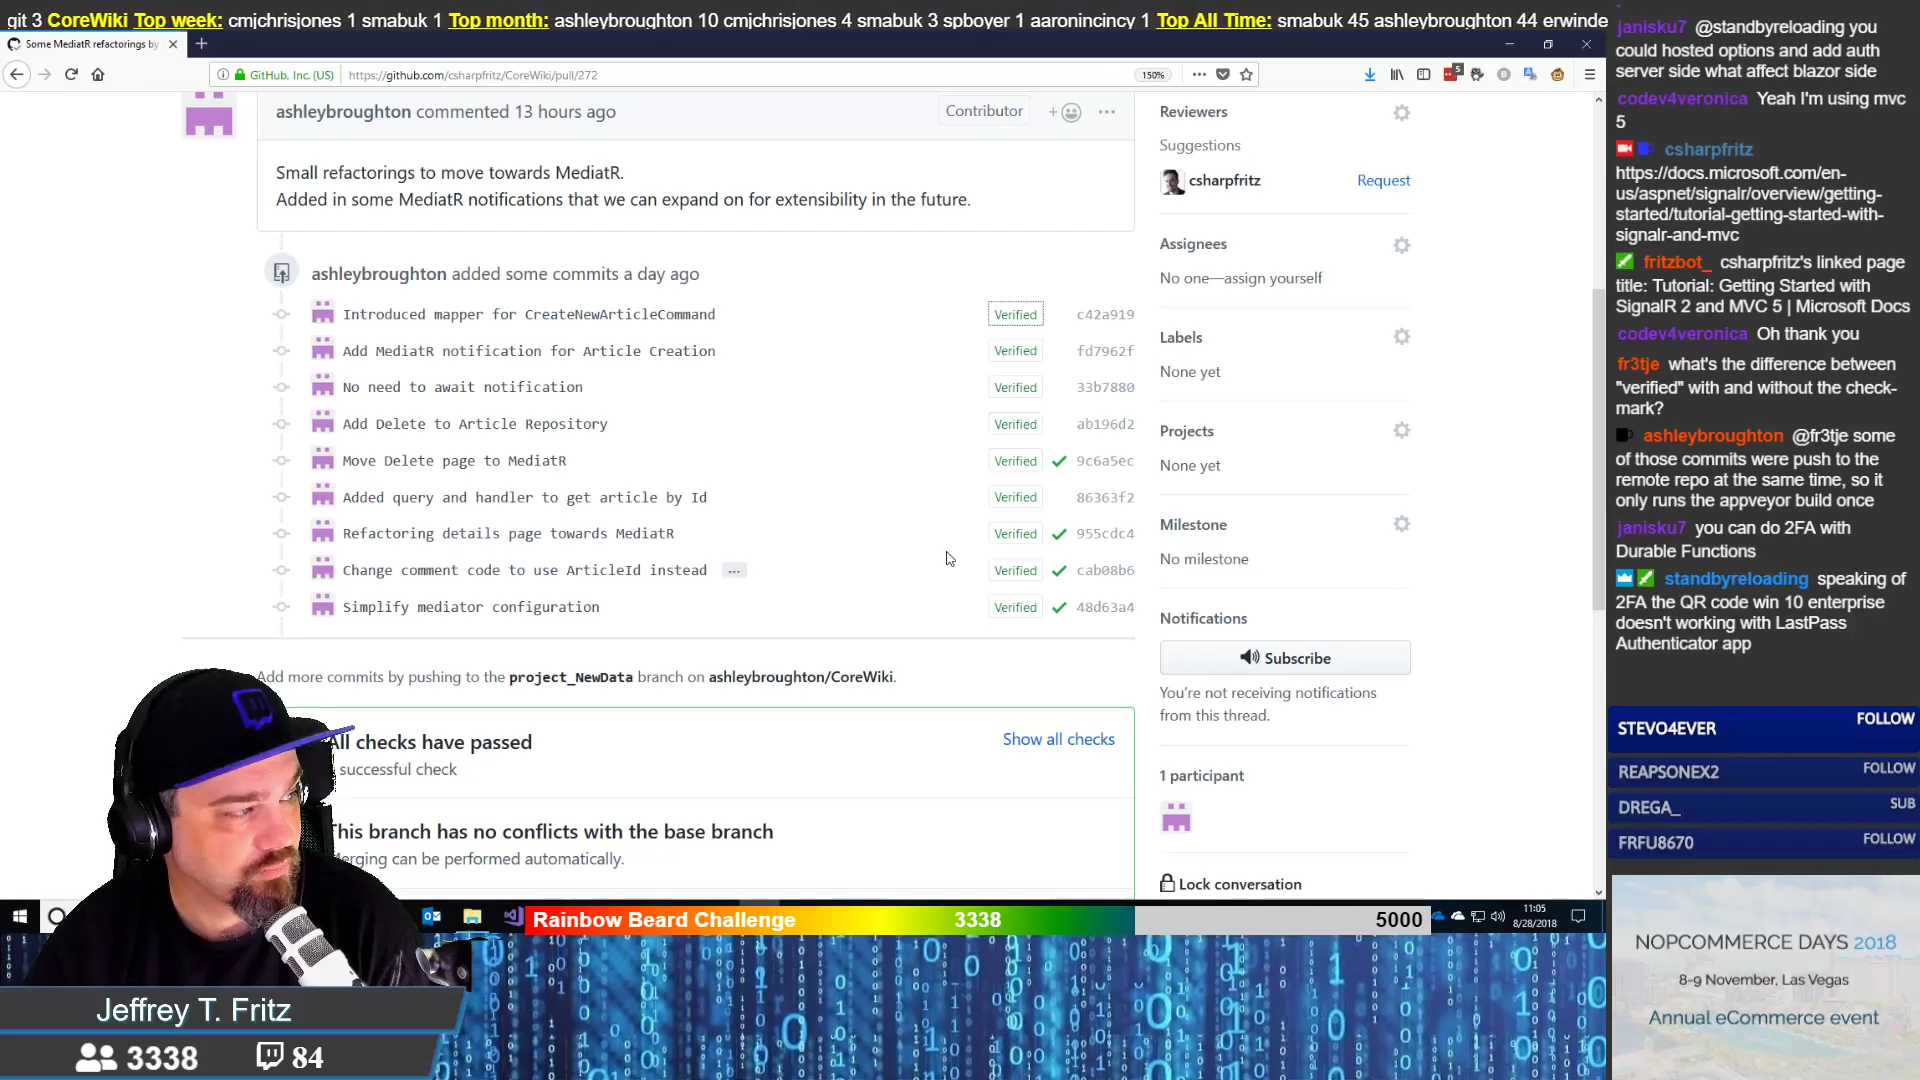 git 3 CoreWiki Top week: cmjchrisjones 1 smabuk 1 Top month: ashleybroughton 10 cmjchrisjones 4 smabuk 3 spboyer 1 aaronincincy 1 Top All Time: smabuk 45 ashleybroughton 44 erwinde
Some MediatR refactorings by
GitHub, Inc. (US)
https://github.com/csharpfritz/CoreWiki/pull/272
150%
5
ashleybroughton commented 13 hours ago
Contributor
Small refactorings to move towards MediatR.
Added in some MediatR notifications that we can expand on for extensibility in the future.
ashleybroughton added some commits a day ago
Introduced mapper for CreateNewArticleCommand Verified c42a919
Add MediatR notification for Article Creation Verified fd7962f
No need to await notification Verified 33b7880
Add Delete to Article Repository Verified ab196d2
Move Delete page to MediatR Verified ✓ 9c6a5ec
Added query and handler to get article by Id Verified 86363f2
Refactoring details page towards MediatR Verified ✓ 955cdc4
Change comment code to use ArticleId instead ... Verified ✓ cab08b6
Simplify mediator configuration Verified ✓ 48d63a4
Add more commits by pushing to the project_NewData branch on ashleybroughton/CoreWiki.
All checks have passed
Show all checks
successful check
This branch has no conflicts with the base branch
Merging can be performed automatically.
Reviewers
Suggestions
csharpfritz
Request
Assignees
No one—assign yourself
Labels
None yet
Projects
None yet
Milestone
No milestone
Notifications
Subscribe
You're not receiving notifications
from this thread.
1 participant
Lock conversation
janisku7 @standbyreloading you
could hosted options and add auth
server side what affect blazor side
codev4veronica Yeah I'm using mvc
5
csharpfritz
https://docs.microsoft.com/en-
us/aspnet/signalr/overview/getting-
started/tutorial-getting-started-with-
signalr-and-mvc
fritzbot_ csharpfritz's linked page
title: Tutorial: Getting Started with
SignalR 2 and MVC 5 | Microsoft Docs
codev4veronica Oh thank you
fr3tje what's the difference between
"verified" with and without the check-
mark?
ashleybroughton @fr3tje some
of those commits were push to the
remote repo at the same time, so it
only runs the appveyor build once
janisku7 you can do 2FA with
Durable Functions
standbyreloading speaking of
2FA the QR code win 10 enterprise
doesn't working with LastPass
Authenticator app
STEVO4EVER FOLLOW
REAPSONEX2 FOLLOW
DREGA_ SUB
FRFU8670 FOLLOW
NOPCOMMERCE DAYS 2018
8-9 November, Las Vegas
Annual eCommerce event
Rainbow Beard Challenge 3338 5000
11:05
8/28/2018
Jeffrey T. Fritz
3338 84